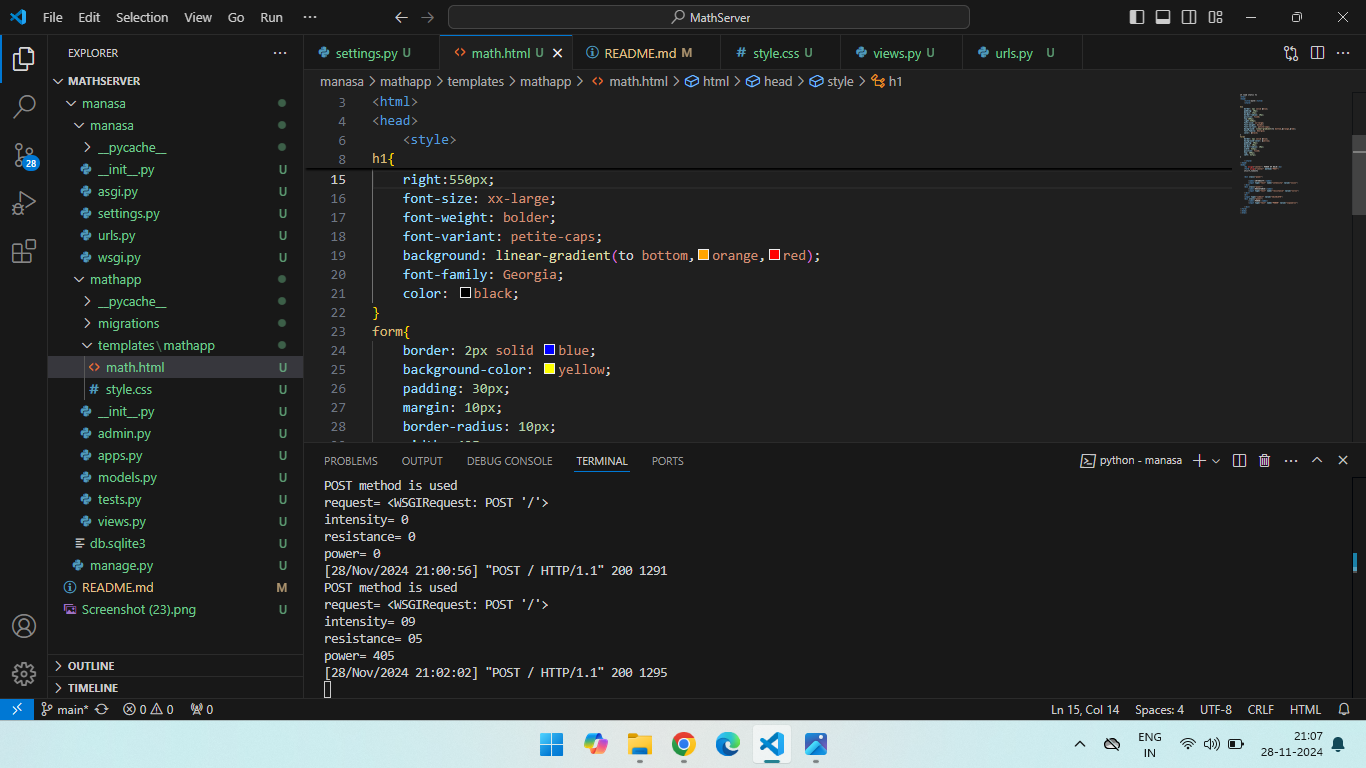 File Edit Selection View Go Run ··· MathServer
EXPLORER ···
MATHSERVER
manasa
manasa
__pycache__
__init__.py U
asgi.py U
settings.py U
urls.py U
wsgi.py U
mathapp
__pycache__
migrations
templates\mathapp
math.html U
style.css U
__init__.py U
admin.py U
apps.py U
models.py U
tests.py U
views.py U
db.sqlite3 U
manage.py U
README.md M
Screenshot (23).png U
OUTLINE
TIMELINE
28
settings.py U math.html U README.md M style.css U views.py U urls.py U ···
manasa > mathapp > templates > mathapp > math.html > html > head > style > h1
3 <html>
4 <head>
6 <style>
8 h1{
15 right:550px;
16 font-size: xx-large;
17 font-weight: bolder;
18 font-variant: petite-caps;
19 background: linear-gradient(to bottom,orange,red);
20 font-family: Georgia;
21 color: black;
22 }
23 form{
24 border: 2px solid blue;
25 background-color: yellow;
26 padding: 30px;
27 margin: 10px;
28 border-radius: 10px;
PROBLEMS OUTPUT DEBUG CONSOLE TERMINAL PORTS python - manasa ···
POST method is used
request= <WSGIRequest: POST '/'>
intensity= 0
resistance= 0
power= 0
[28/Nov/2024 21:00:56] "POST / HTTP/1.1" 200 1291
POST method is used
request= <WSGIRequest: POST '/'>
intensity= 09
resistance= 05
power= 405
[28/Nov/2024 21:02:02] "POST / HTTP/1.1" 200 1295
main* 0 0 0 Ln 15, Col 14 Spaces: 4 UTF-8 CRLF HTML
ENG
IN
21:07
28-11-2024